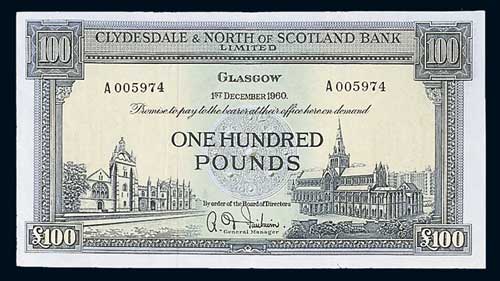 CLYDESDALE & NORTH OF SCOTLAND BANK
LIMITED
100 100
GLASGOW
A 005974 A 005974
1ST DECEMBER 1960.
Promise to pay to the bearer at their office here on demand
ONE HUNDRED
POUNDS
By order of the Board of Directors
General Manager
£100 £100